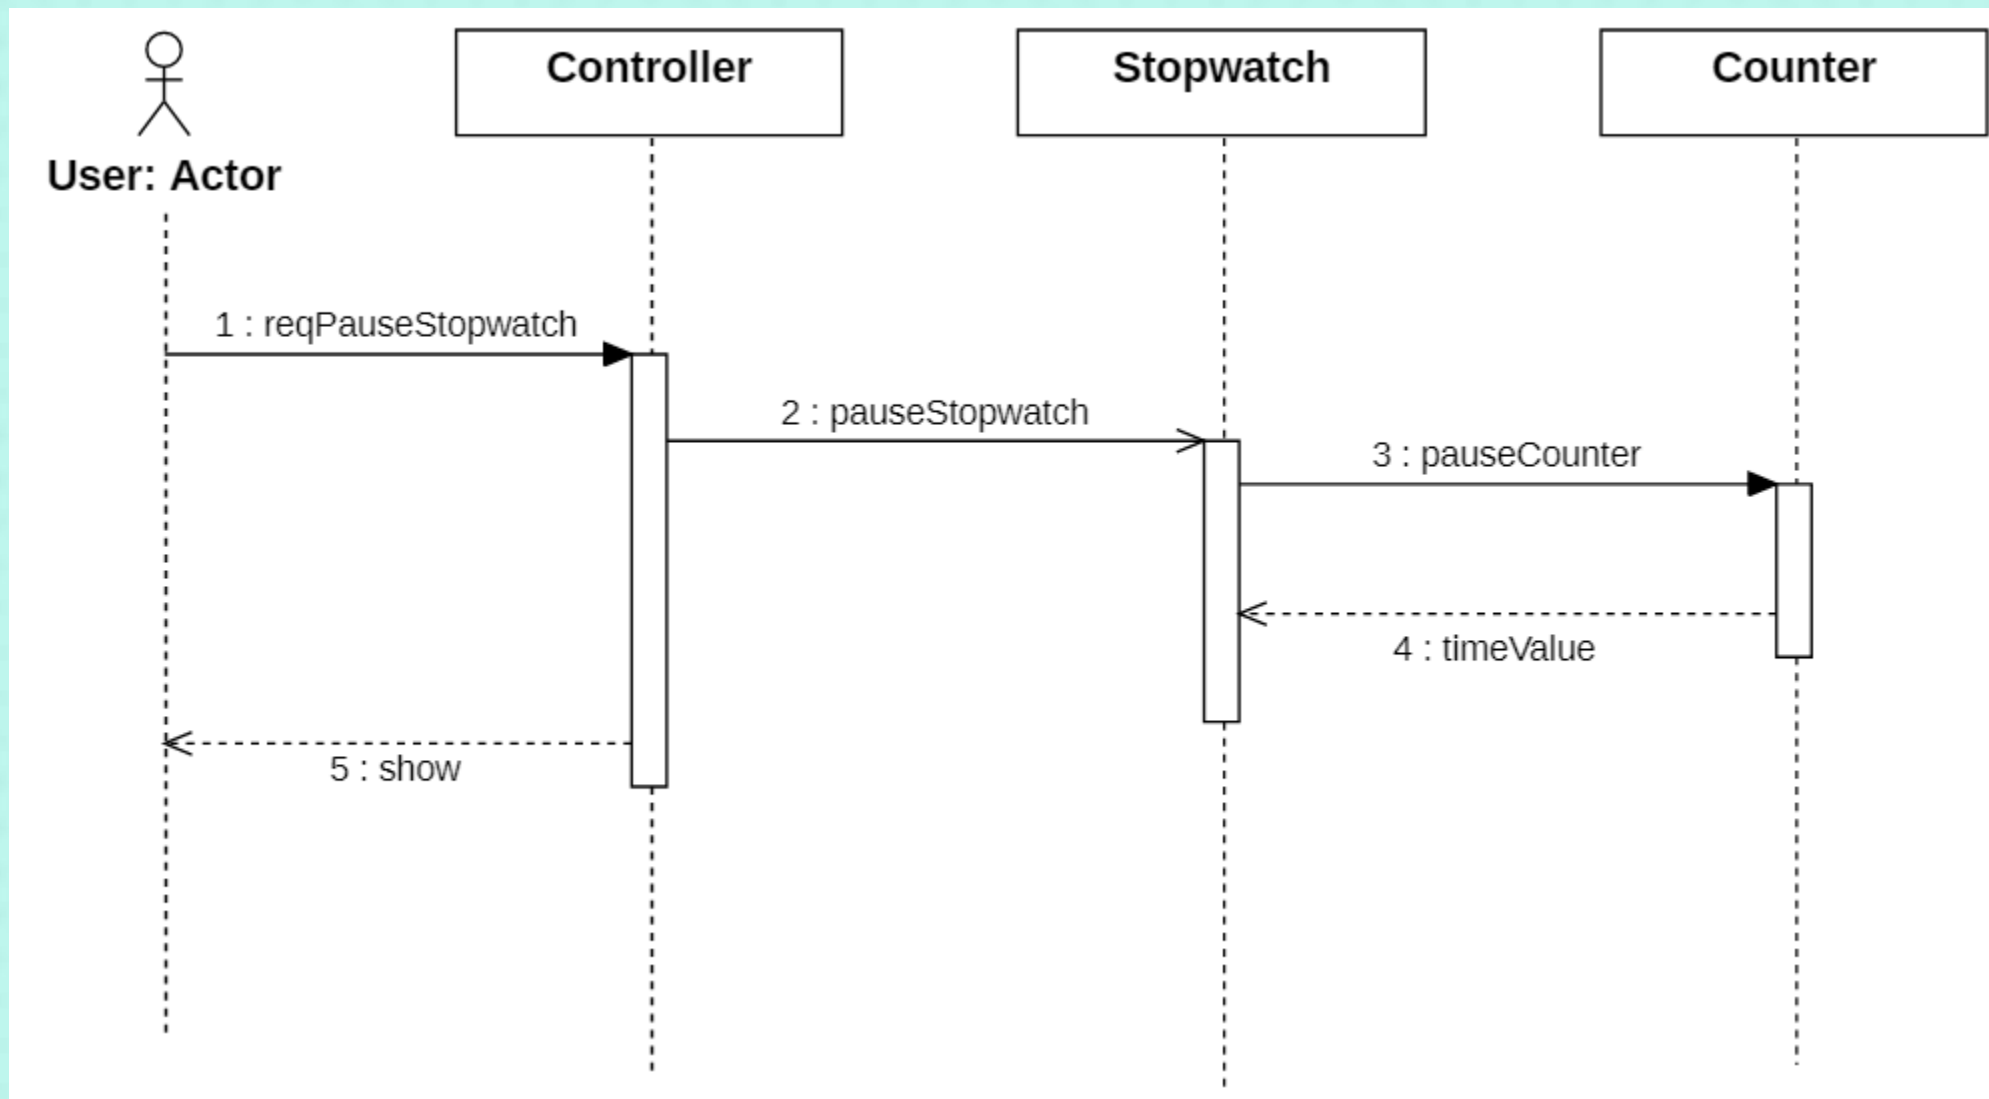 Controller
Stopwatch
Counter
User: Actor
1 : reqPauseStopwatch
2 : pauseStopwatch
3 : pauseCounter
4 : timeValue
5 : show